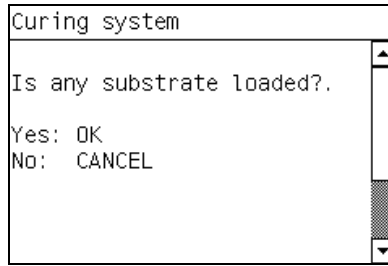 Curing system
Is any substrate loaded?.
Yes: OK
No: CANCEL